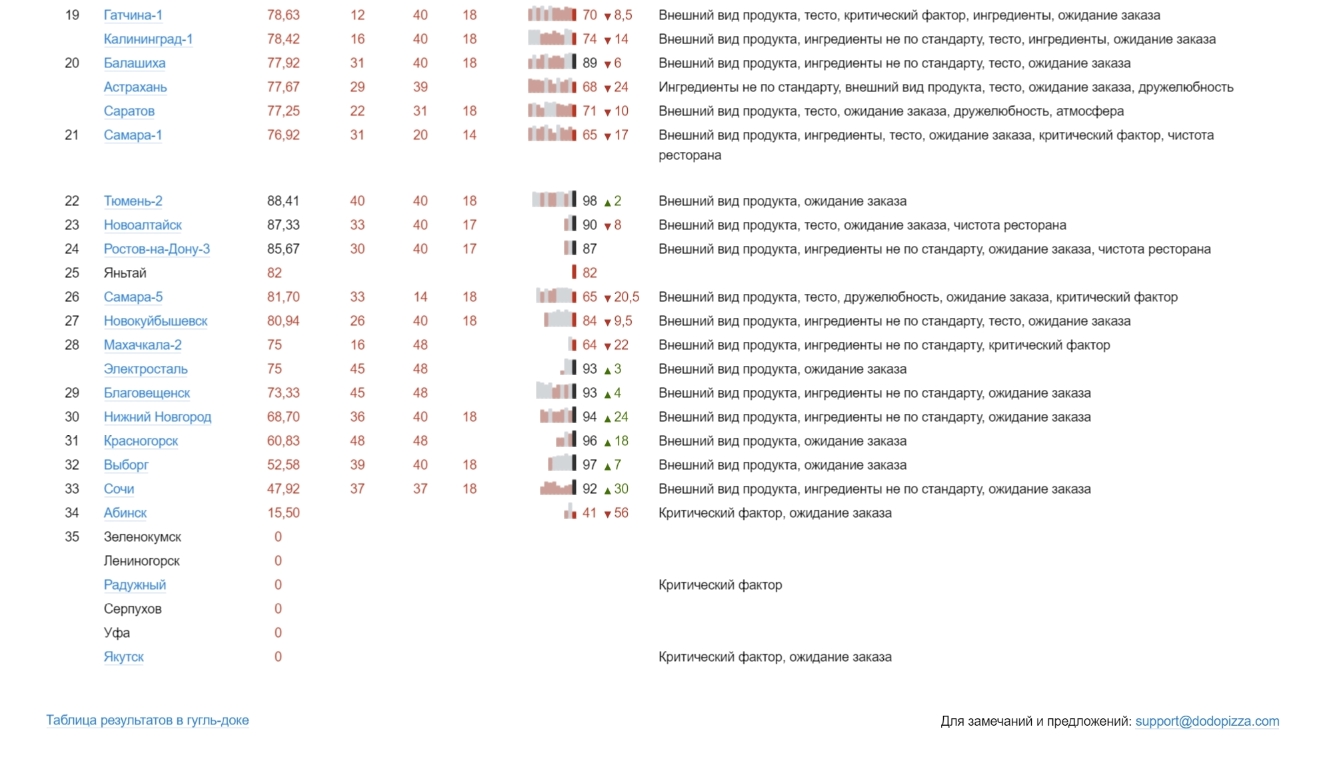 19 Гатчина-1 78,63 12 40 18 70 ▼8,5 Внешний вид продукта, тесто, критический фактор, ингредиенты, ожидание заказа
Калининград-1 78,42 16 40 18 74 ▼14 Внешний вид продукта, ингредиенты не по стандарту, тесто, ингредиенты, ожидание заказа
20 Балашиха 77,92 31 40 18 89 ▼6 Внешний вид продукта, ингредиенты не по стандарту, тесто, ожидание заказа
Астрахань 77,67 29 39 68 ▼24 Ингредиенты не по стандарту, внешний вид продукта, тесто, ожидание заказа, дружелюбность
Саратов 77,25 22 31 18 71 ▼10 Внешний вид продукта, тесто, ожидание заказа, дружелюбность, атмосфера
21 Самара-1 76,92 31 20 14 65 ▼17 Внешний вид продукта, ингредиенты, тесто, ожидание заказа, критический фактор, чистота
ресторана
22 Тюмень-2 88,41 40 40 18 98 ▲2 Внешний вид продукта, ожидание заказа
23 Новоалтайск 87,33 33 40 17 90 ▼8 Внешний вид продукта, тесто, ожидание заказа, чистота ресторана
24 Ростов-на-Дону-3 85,67 30 40 17 87 Внешний вид продукта, ингредиенты не по стандарту, ожидание заказа, чистота ресторана
25 Яньтай 82 82
26 Самара-5 81,70 33 14 18 65 ▼20,5 Внешний вид продукта, тесто, дружелюбность, ожидание заказа, критический фактор
27 Новокуйбышевск 80,94 26 40 18 84 ▼9,5 Внешний вид продукта, ингредиенты не по стандарту, тесто, ожидание заказа
28 Махачкала-2 75 16 48 64 ▼22 Внешний вид продукта, ингредиенты не по стандарту, критический фактор
Электросталь 75 45 48 93 ▲3 Внешний вид продукта, ожидание заказа
29 Благовещенск 73,33 45 48 93 ▲4 Внешний вид продукта, ингредиенты не по стандарту, ожидание заказа
30 Нижний Новгород 68,70 36 40 18 94 ▲24 Внешний вид продукта, ингредиенты не по стандарту, ожидание заказа
31 Красногорск 60,83 48 48 96 ▲18 Внешний вид продукта, ожидание заказа
32 Выборг 52,58 39 40 18 97 ▲7 Внешний вид продукта, ожидание заказа
33 Сочи 47,92 37 37 18 92 ▲30 Внешний вид продукта, ингредиенты не по стандарту, ожидание заказа
34 Абинск 15,50 41 ▼56 Критический фактор, ожидание заказа
35 Зеленокумск 0
Лениногорск 0
Радужный 0 Критический фактор
Серпухов 0
Уфа 0
Якутск 0 Критический фактор, ожидание заказа
Таблица результатов в гугль-доке Для замечаний и предложений: support@dodopizza.com